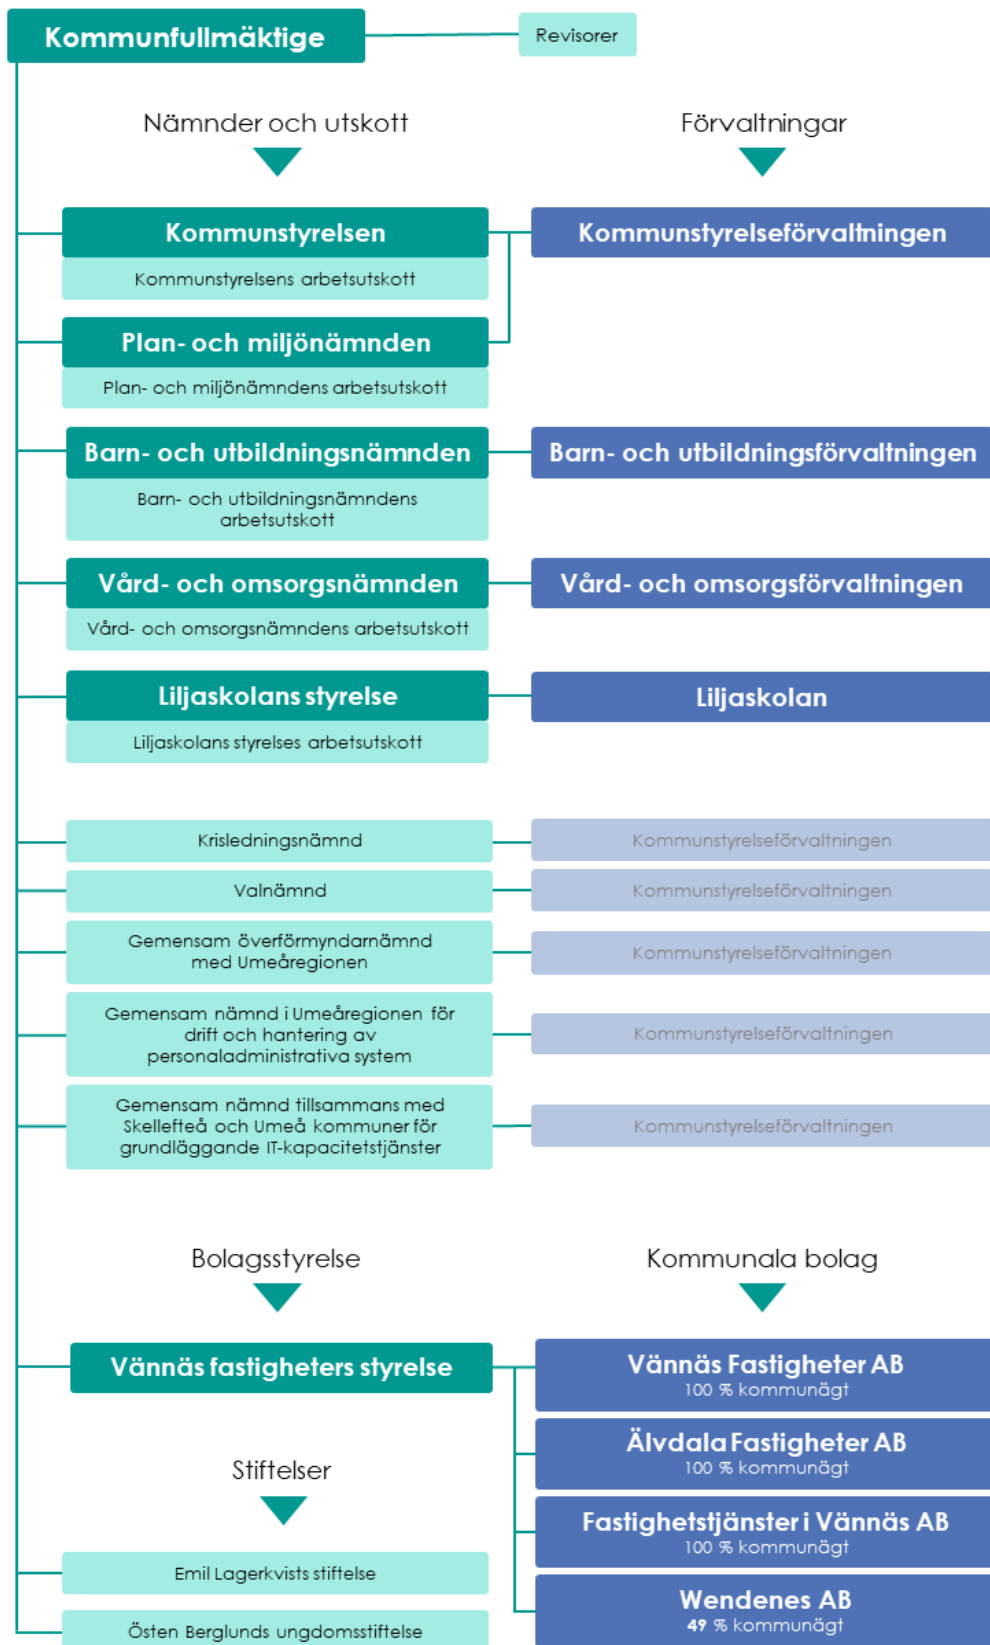 Kommunfullmäktige
Revisorer
Nämnder och utskott
Förvaltningar
Kommunstyrelsen
Kommunstyrelseförvaltningen
Kommunstyrelsens arbetsutskott
Plan- och miljönämnden
Plan- och miljönämndens arbetsutskott
Barn- och utbildningsnämnden
Barn- och utbildningsförvaltningen
Barn- och utbildningsnämndens
arbetsutskott
Vård- och omsorgsnämnden
Vård- och omsorgsförvaltningen
Vård- och omsorgsnämndens arbetsutskott
Liljaskolans styrelse
Liljaskolan
Liljaskolans styrelses arbetsutskott
Krisledningsnämnd
Kommunstyrelseförvaltningen
Valnämnd
Kommunstyrelseförvaltningen
Gemensam överförmyndarnämnd
med Umeåregionen
Kommunstyrelseförvaltningen
Gemensam nämnd i Umeåregionen för
drift och hantering av
personaladministrativa system
Kommunstyrelseförvaltningen
Gemensam nämnd tillsammans med
Skellefteå och Umeå kommuner för
grundläggande IT-kapacitetstjänster
Kommunstyrelseförvaltningen
Bolagsstyrelse
Kommunala bolag
Vännäs fastigheters styrelse
Vännäs Fastigheter AB
100 % kommunägt
Älvdala Fastigheter AB
100 % kommunägt
Fastighetstjänster i Vännäs AB
100 % kommunägt
Wendenes AB
49 % kommunägt
Stiftelser
Emil Lagerkvists stiftelse
Östen Berglunds ungdomsstiftelse